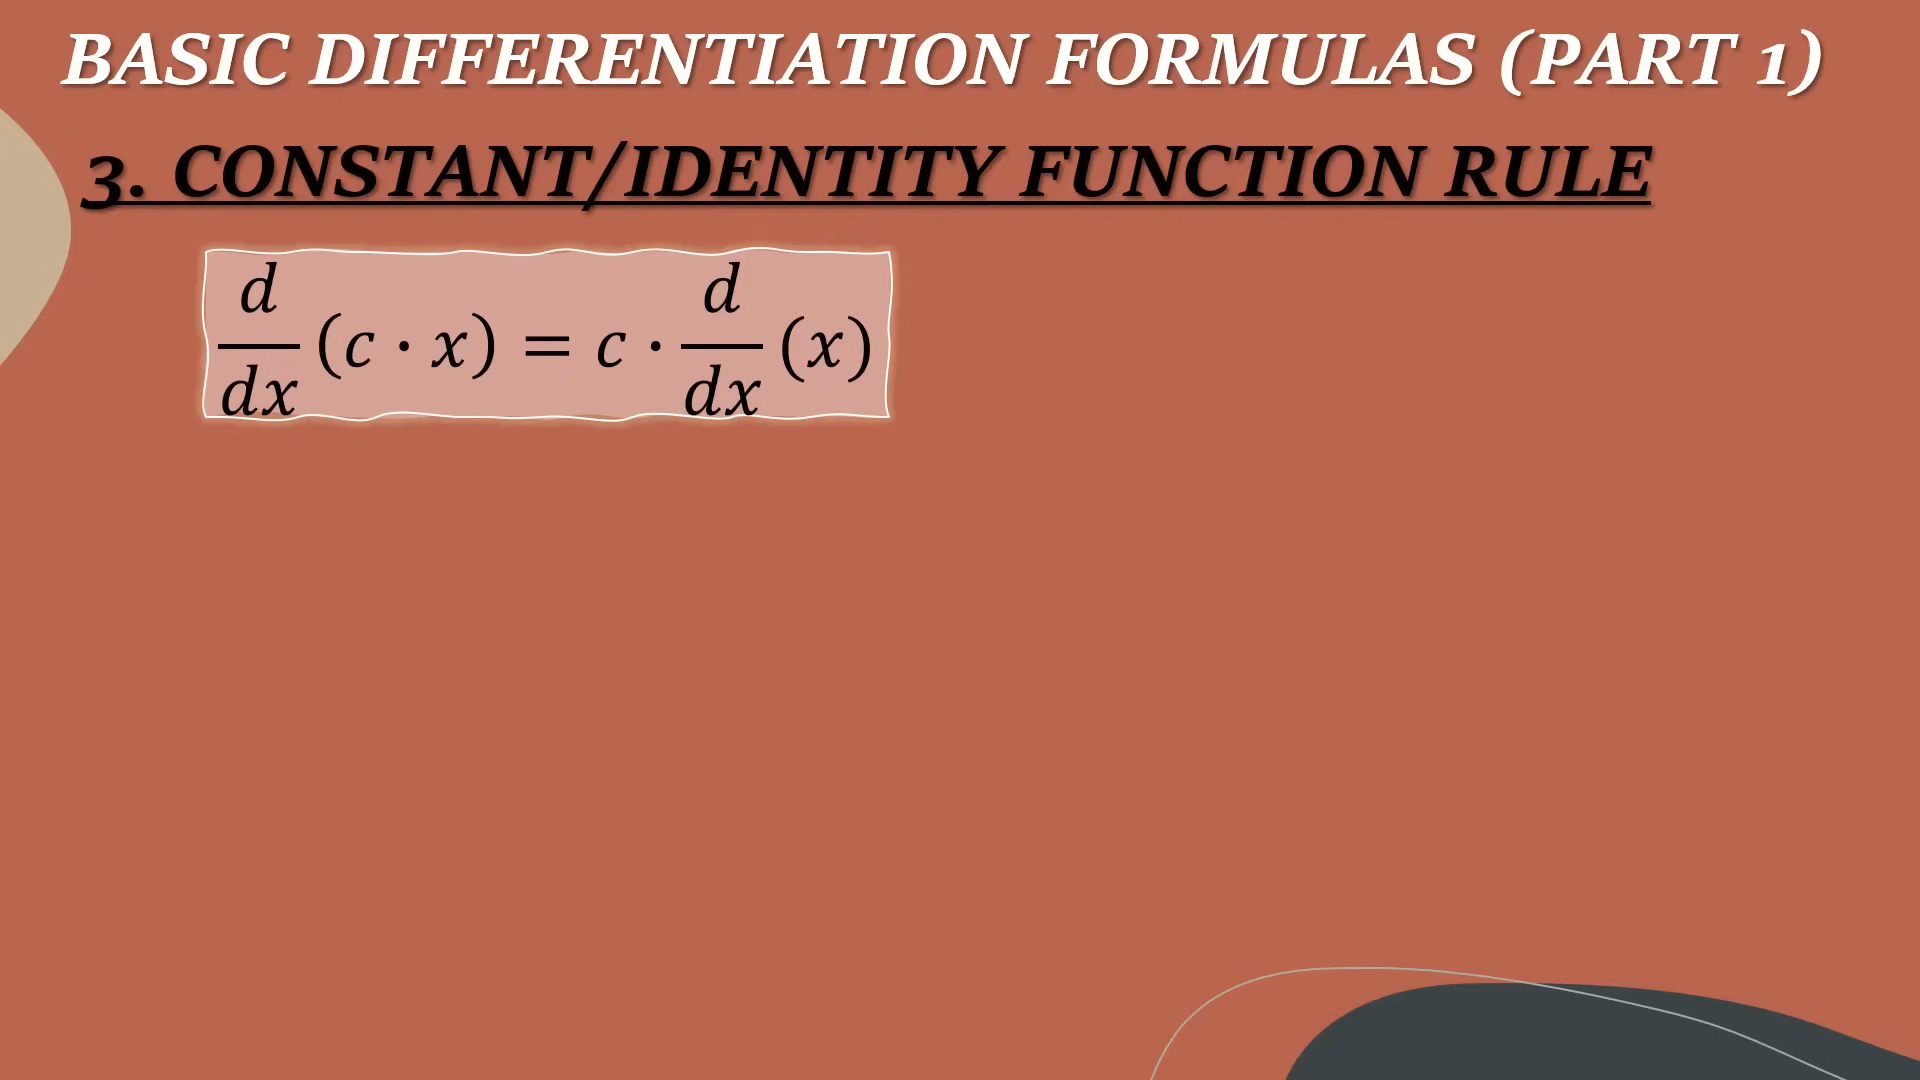 BASIC DIFFERENTIATION FORMULAS (PART 1)
3. CONSTANT/IDENTITY FUNCTION RULE
d/dx (c · x) = c · d/dx (x)